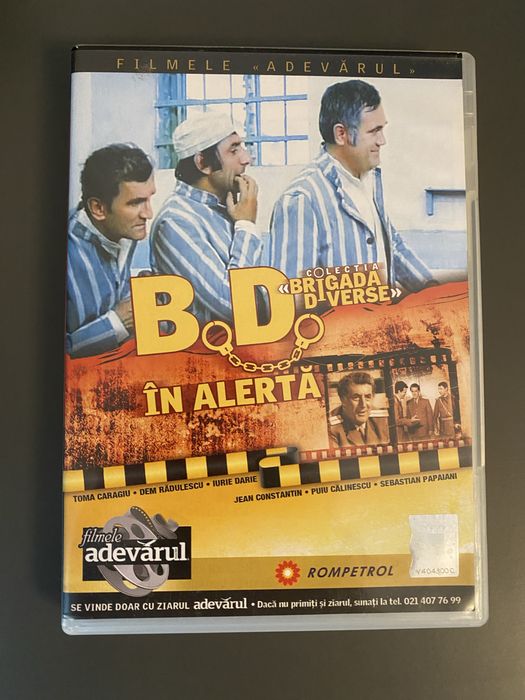 FILMELE «ADEVĂRUL»
COLECTIA
«BRIGADA
DIVERSE»
B.D.
ÎN ALERTĂ
TOMA CARAGIU • DEM RĂDULESCU • IURIE DARIE
JEAN CONSTANTIN • PUIU CĂLINESCU • SEBASTIAN PAPAIANI
filmele
adevărul
ROMPETROL
SE VINDE DOAR CU ZIARUL adevărul • Dacă nu primiți și ziarul, sunați la tel. 021 407 76 99